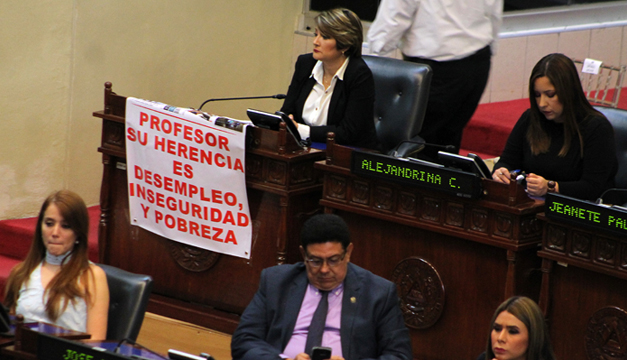 PROFESOR
SU HERENCIA
ES
DESEMPLEO,
INSEGURIDAD
Y POBREZA
ALEJANDRINA C.
JEANETE